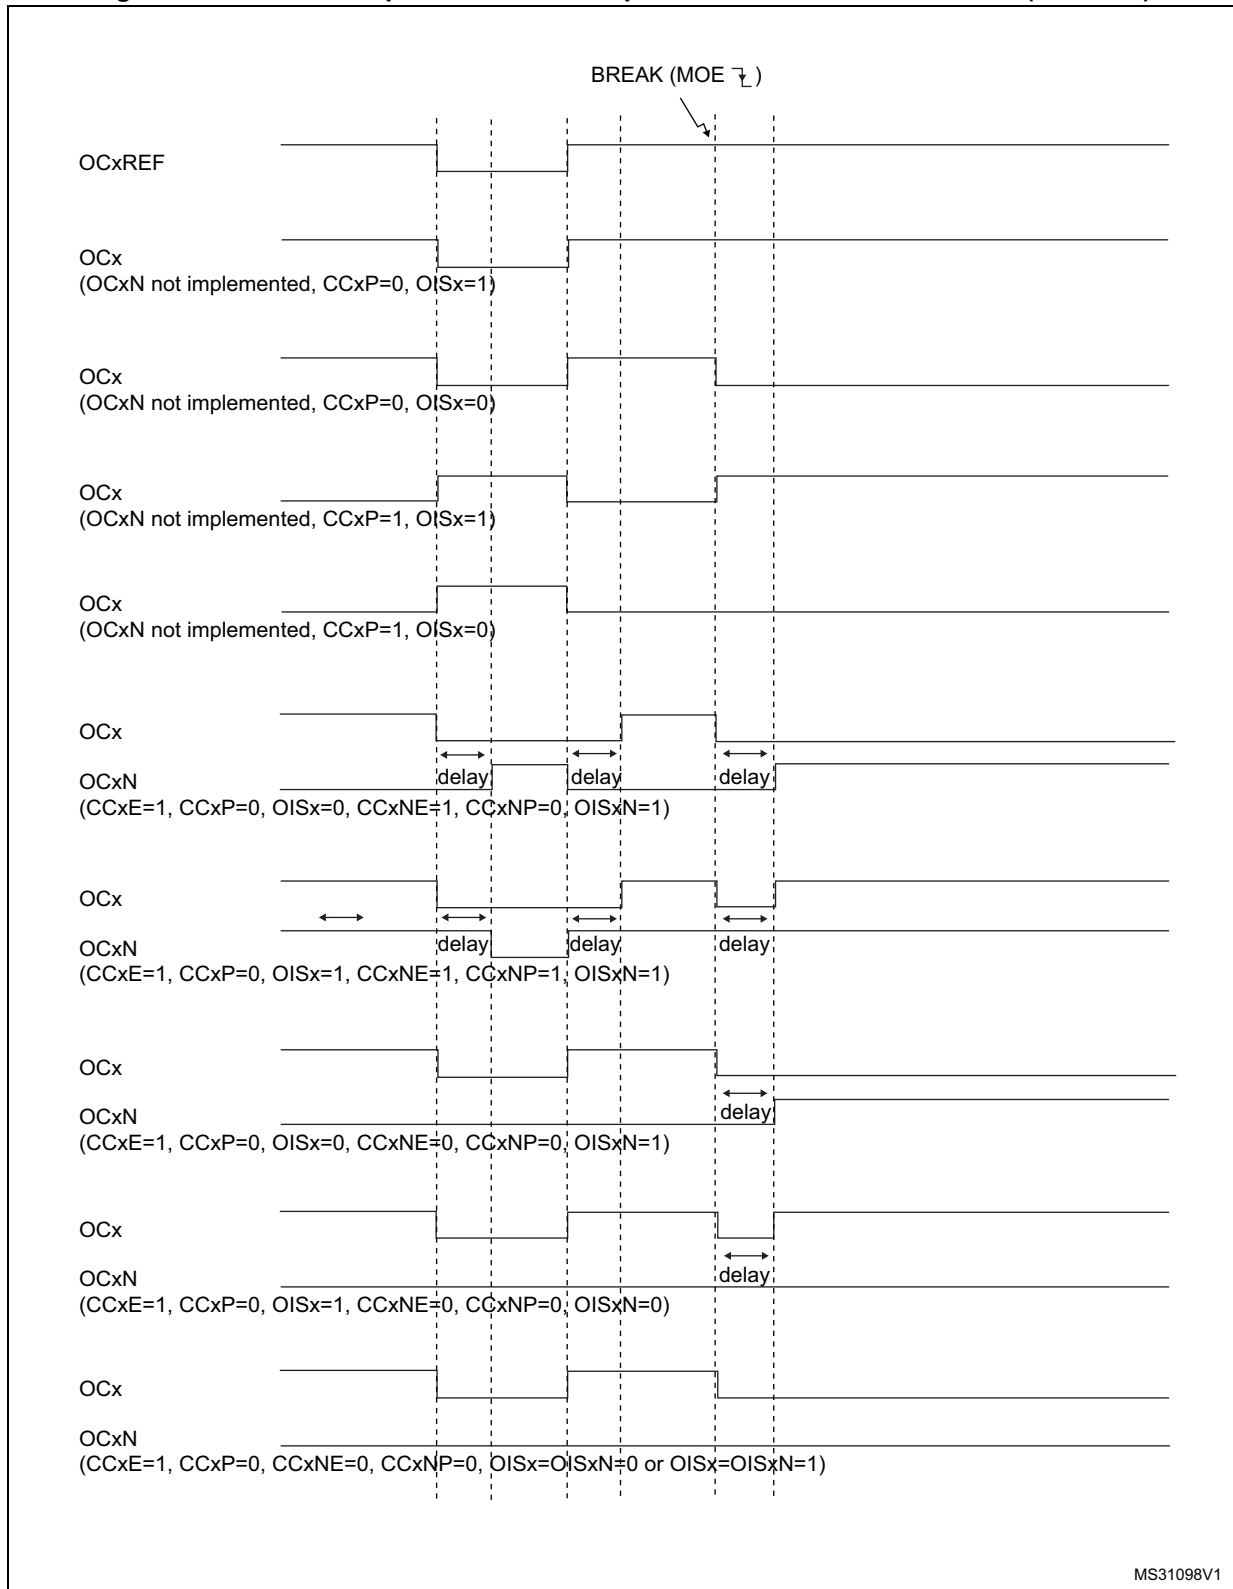 BREAK (MOE )
OCxREF
OCx
(OCxN not implemented, CCxP=0, OISx=1)
OCx
(OCxN not implemented, CCxP=0, OISx=0)
OCx
(OCxN not implemented, CCxP=1, OISx=1)
OCx
(OCxN not implemented, CCxP=1, OISx=0)
OCx
OCxN delay delay delay
(CCxE=1, CCxP=0, OISx=0, CCxNE=1, CCxNP=0, OISxN=1)
OCx
OCxN delay delay delay
(CCxE=1, CCxP=0, OISx=1, CCxNE=1, CCxNP=1, OISxN=1)
OCx
OCxN delay
(CCxE=1, CCxP=0, OISx=0, CCxNE=0, CCxNP=0, OISxN=1)
OCx
OCxN delay
(CCxE=1, CCxP=0, OISx=1, CCxNE=0, CCxNP=0, OISxN=0)
OCx
OCxN
(CCxE=1, CCxP=0, CCxNE=0, CCxNP=0, OISx=OISxN=0 or OISx=OISxN=1)
MS31098V1